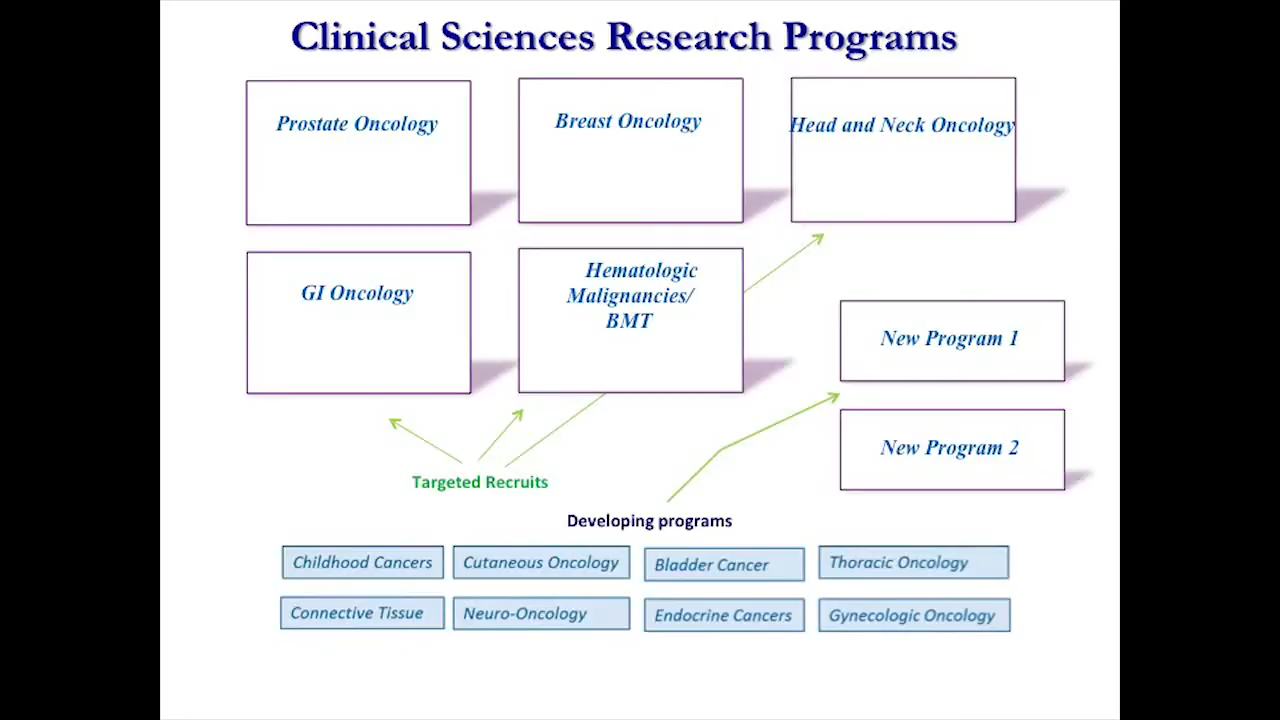 Clinical Sciences Research Programs
Prostate Oncology
Breast Oncology
Head and Neck Oncology
GI Oncology
Hematologic
Malignancies/
BMT
New Program 1
New Program 2
Targeted Recruits
Developing programs
Childhood Cancers
Cutaneous Oncology
Bladder Cancer
Thoracic Oncology
Connective Tissue
Neuro-Oncology
Endocrine Cancers
Gynecologic Oncology